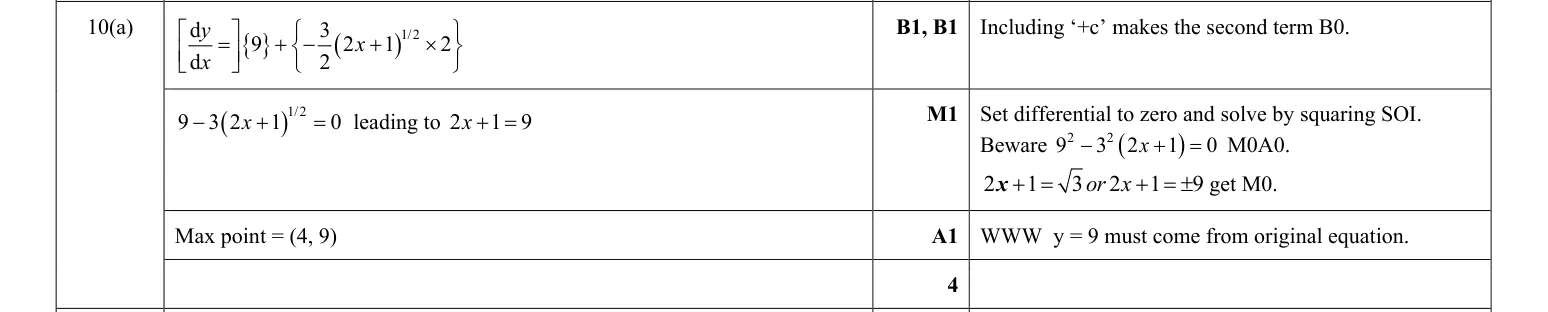 10(a) [dy/dx =]{9} + {−3/2 (2x + 1)^1/2 × 2} B1, B1 Including ‘+c’ makes the second term B0.
9 − 3(2x + 1)^1/2 = 0 leading to 2x + 1 = 9 M1 Set differential to zero and solve by squaring SOI.
Beware 9² − 3² (2x + 1) = 0 M0A0.
2x + 1 = √3 or 2x + 1 = ±9 get M0.
Max point = (4, 9) A1 WWW y = 9 must come from original equation.
4